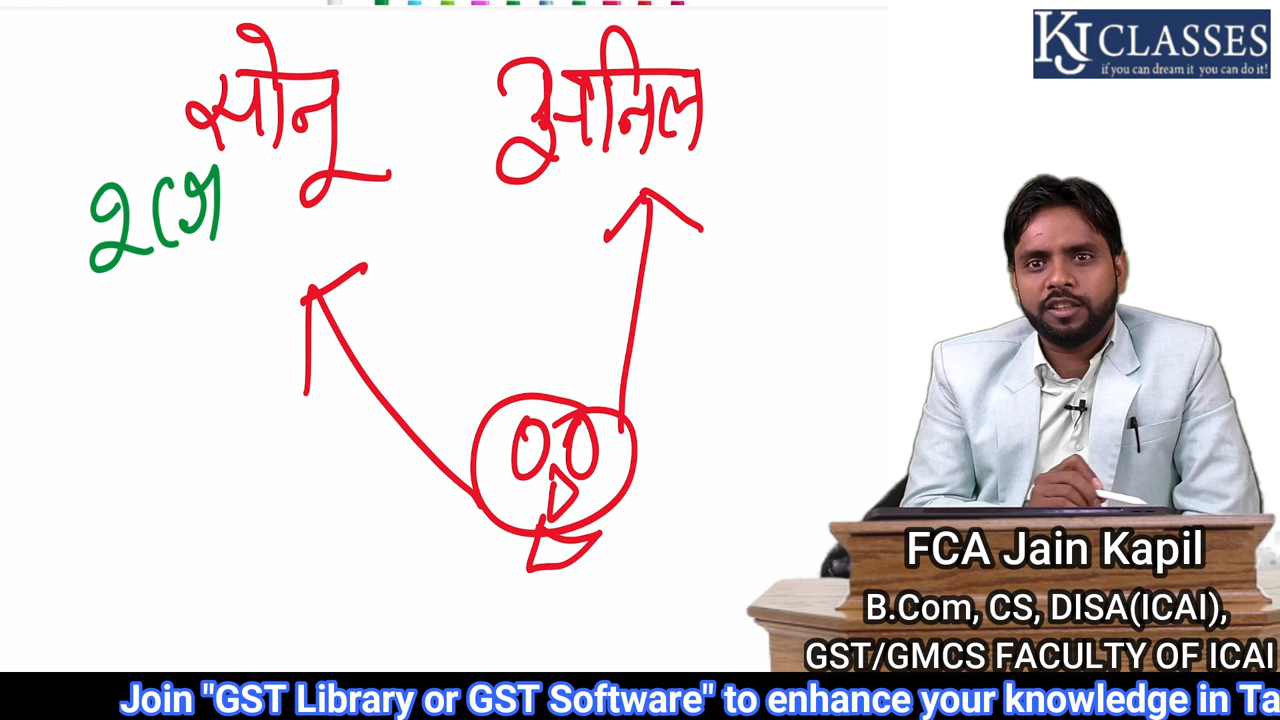 सोनू अनिल
KJ CLASSES
if you can dream it you can do it!
FCA Jain Kapil
B.Com, CS, DISA(ICAI),
GST/GMCS FACULTY OF ICAI
Join "GST Library or GST Software" to enhance your knowledge in Ta